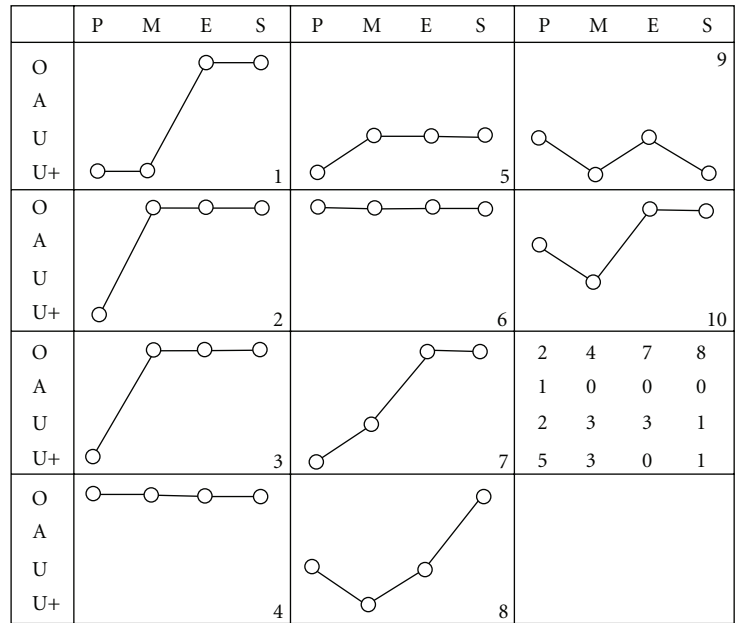 P M E S P M E S P M E S
O 9
A
U
U+ 1 5
O
A
U
U+ 2 6 10
O 2 4 7 8
A 1 0 0 0
U 2 3 3 1
U+ 3 7 5 3 0 1
O
A
U
U+ 4 8